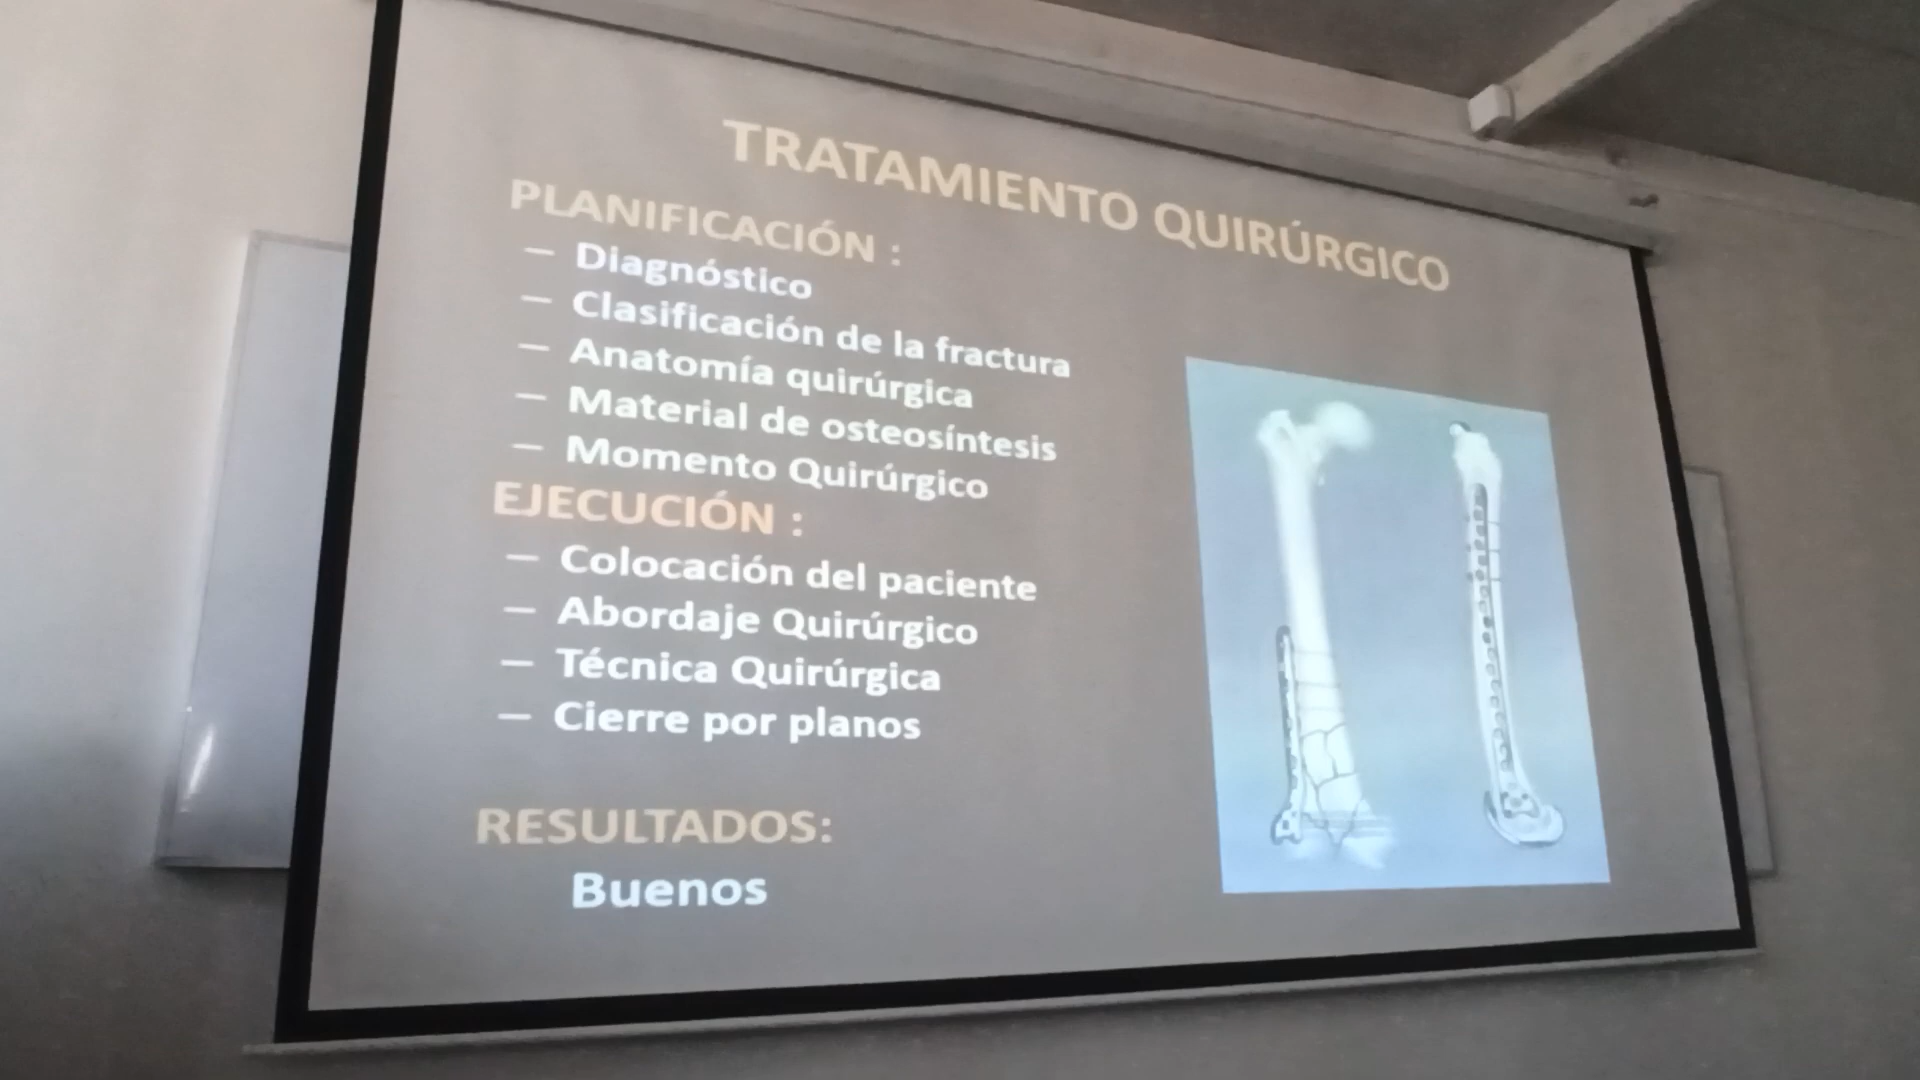 TRATAMIENTO QUIRÚRGICO
PLANIFICACIÓN :
– Diagnóstico
– Clasificación de la fractura
– Anatomía quirúrgica
– Material de osteosíntesis
– Momento Quirúrgico
EJECUCIÓN :
– Colocación del paciente
– Abordaje Quirúrgico
– Técnica Quirúrgica
– Cierre por planos
RESULTADOS:
Buenos